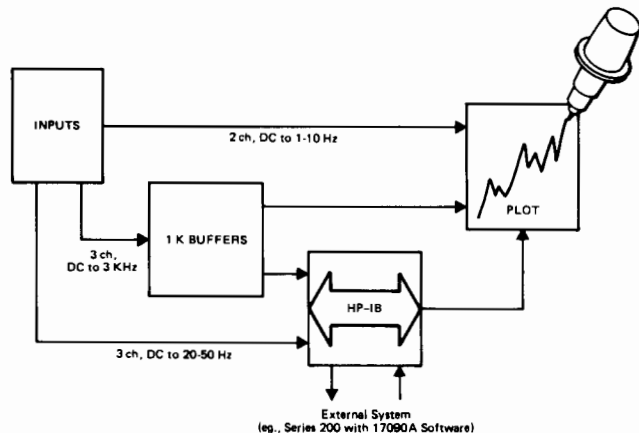 INPUTS
2 ch, DC to 1-10 Hz
PLOT
1 K BUFFERS
3 ch,
DC to 3 KHz
HP-IB
3 ch, DC to 20-50 Hz
External System
(eg., Series 200 with 17090A Software)